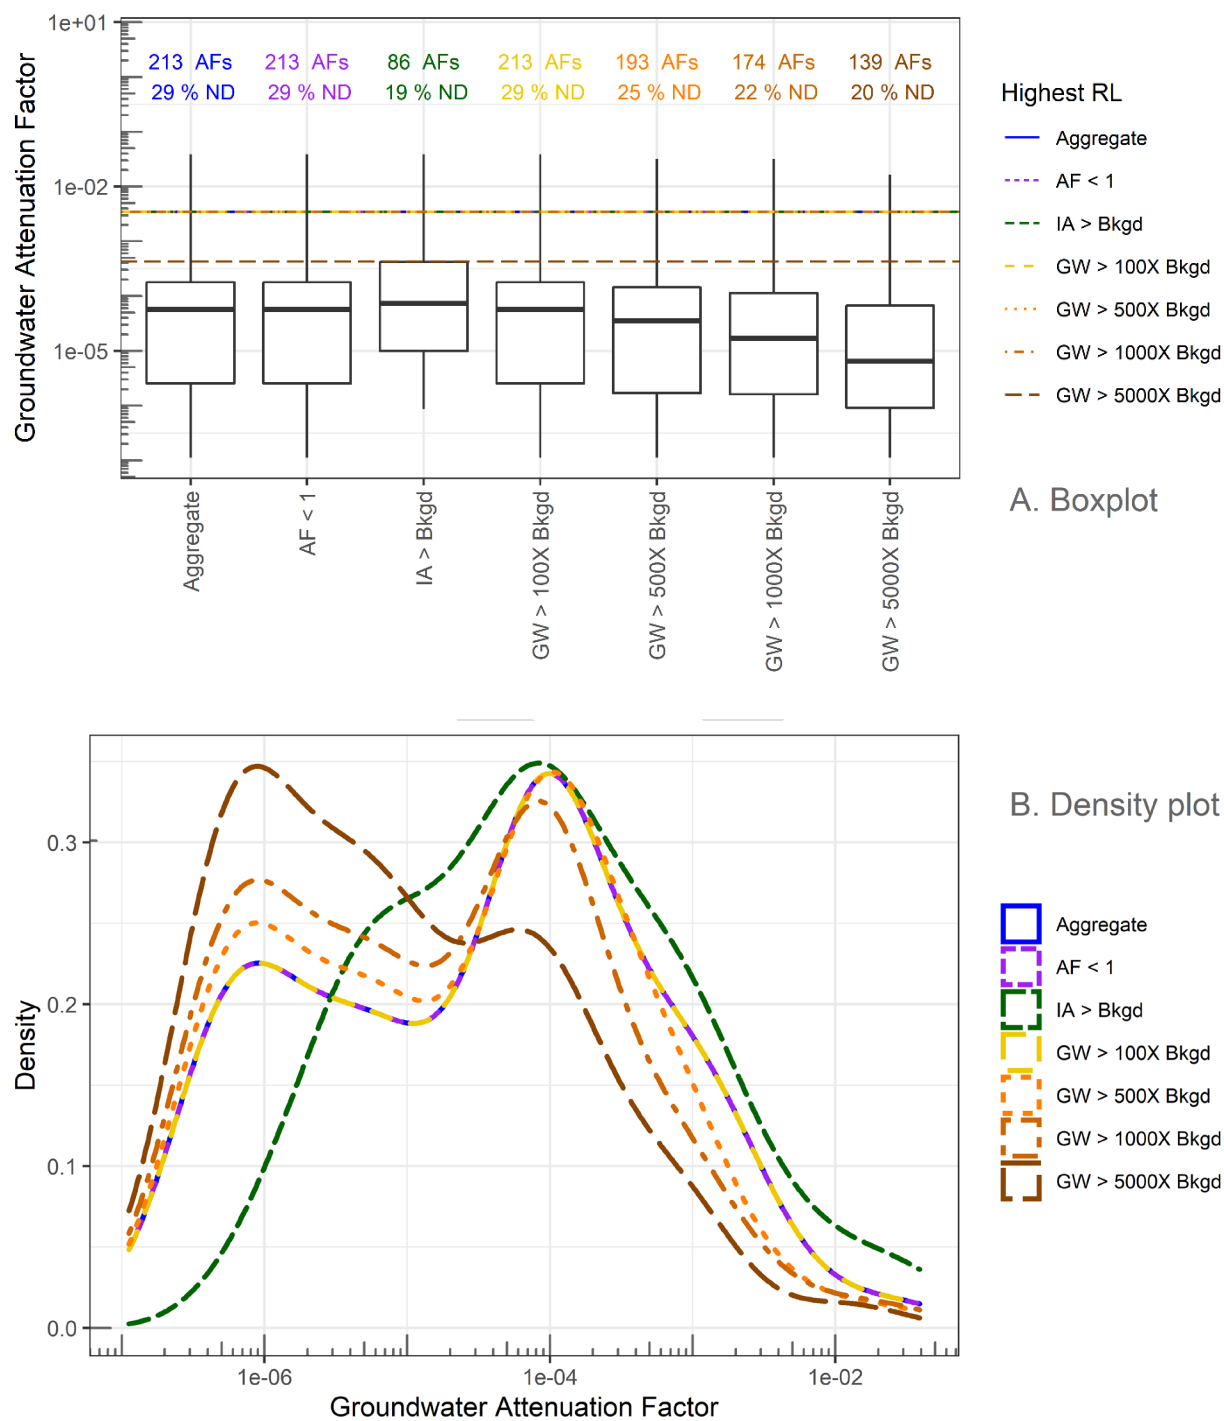 1e+01
213 AFs 213 AFs 86 AFs 213 AFs 193 AFs 174 AFs 139 AFs
29 % ND 29 % ND 19 % ND 29 % ND 25 % ND 22 % ND 20 % ND
1e-02
1e-05
Groundwater Attenuation Factor
Aggregate
AF < 1
IA > Bkgd
GW > 100X Bkgd
GW > 500X Bkgd
GW > 1000X Bkgd
GW > 5000X Bkgd
Highest RL
Aggregate
AF < 1
IA > Bkgd
GW > 100X Bkgd
GW > 500X Bkgd
GW > 1000X Bkgd
GW > 5000X Bkgd
A. Boxplot
0.3
0.2
0.1
0.0
Density
1e-06 1e-04 1e-02
Groundwater Attenuation Factor
B. Density plot
Aggregate
AF < 1
IA > Bkgd
GW > 100X Bkgd
GW > 500X Bkgd
GW > 1000X Bkgd
GW > 5000X Bkgd